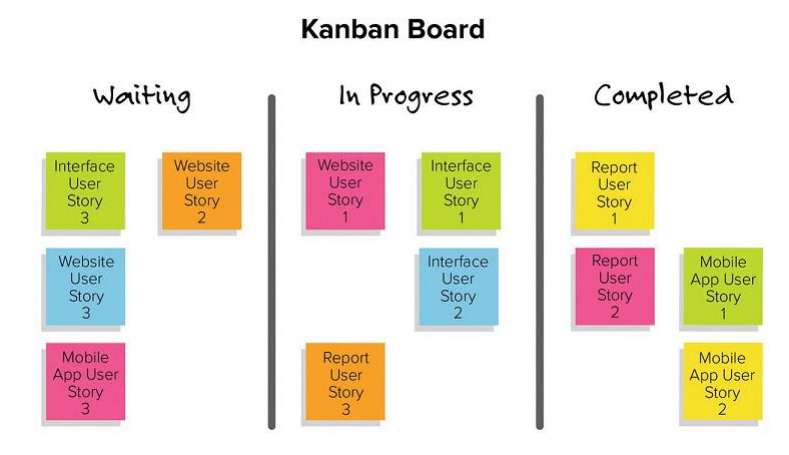 Kanban Board
Waiting
Interface
User
Story
3
Website
User
Story
2
Website
User
Story
3
Mobile
App User
Story
3
In Progress
Website
User
Story
1
Interface
User
Story
1
Interface
User
Story
2
Report
User
Story
3
Completed
Report
User
Story
1
Report
User
Story
2
Mobile
App User
Story
1
Mobile
App User
Story
2